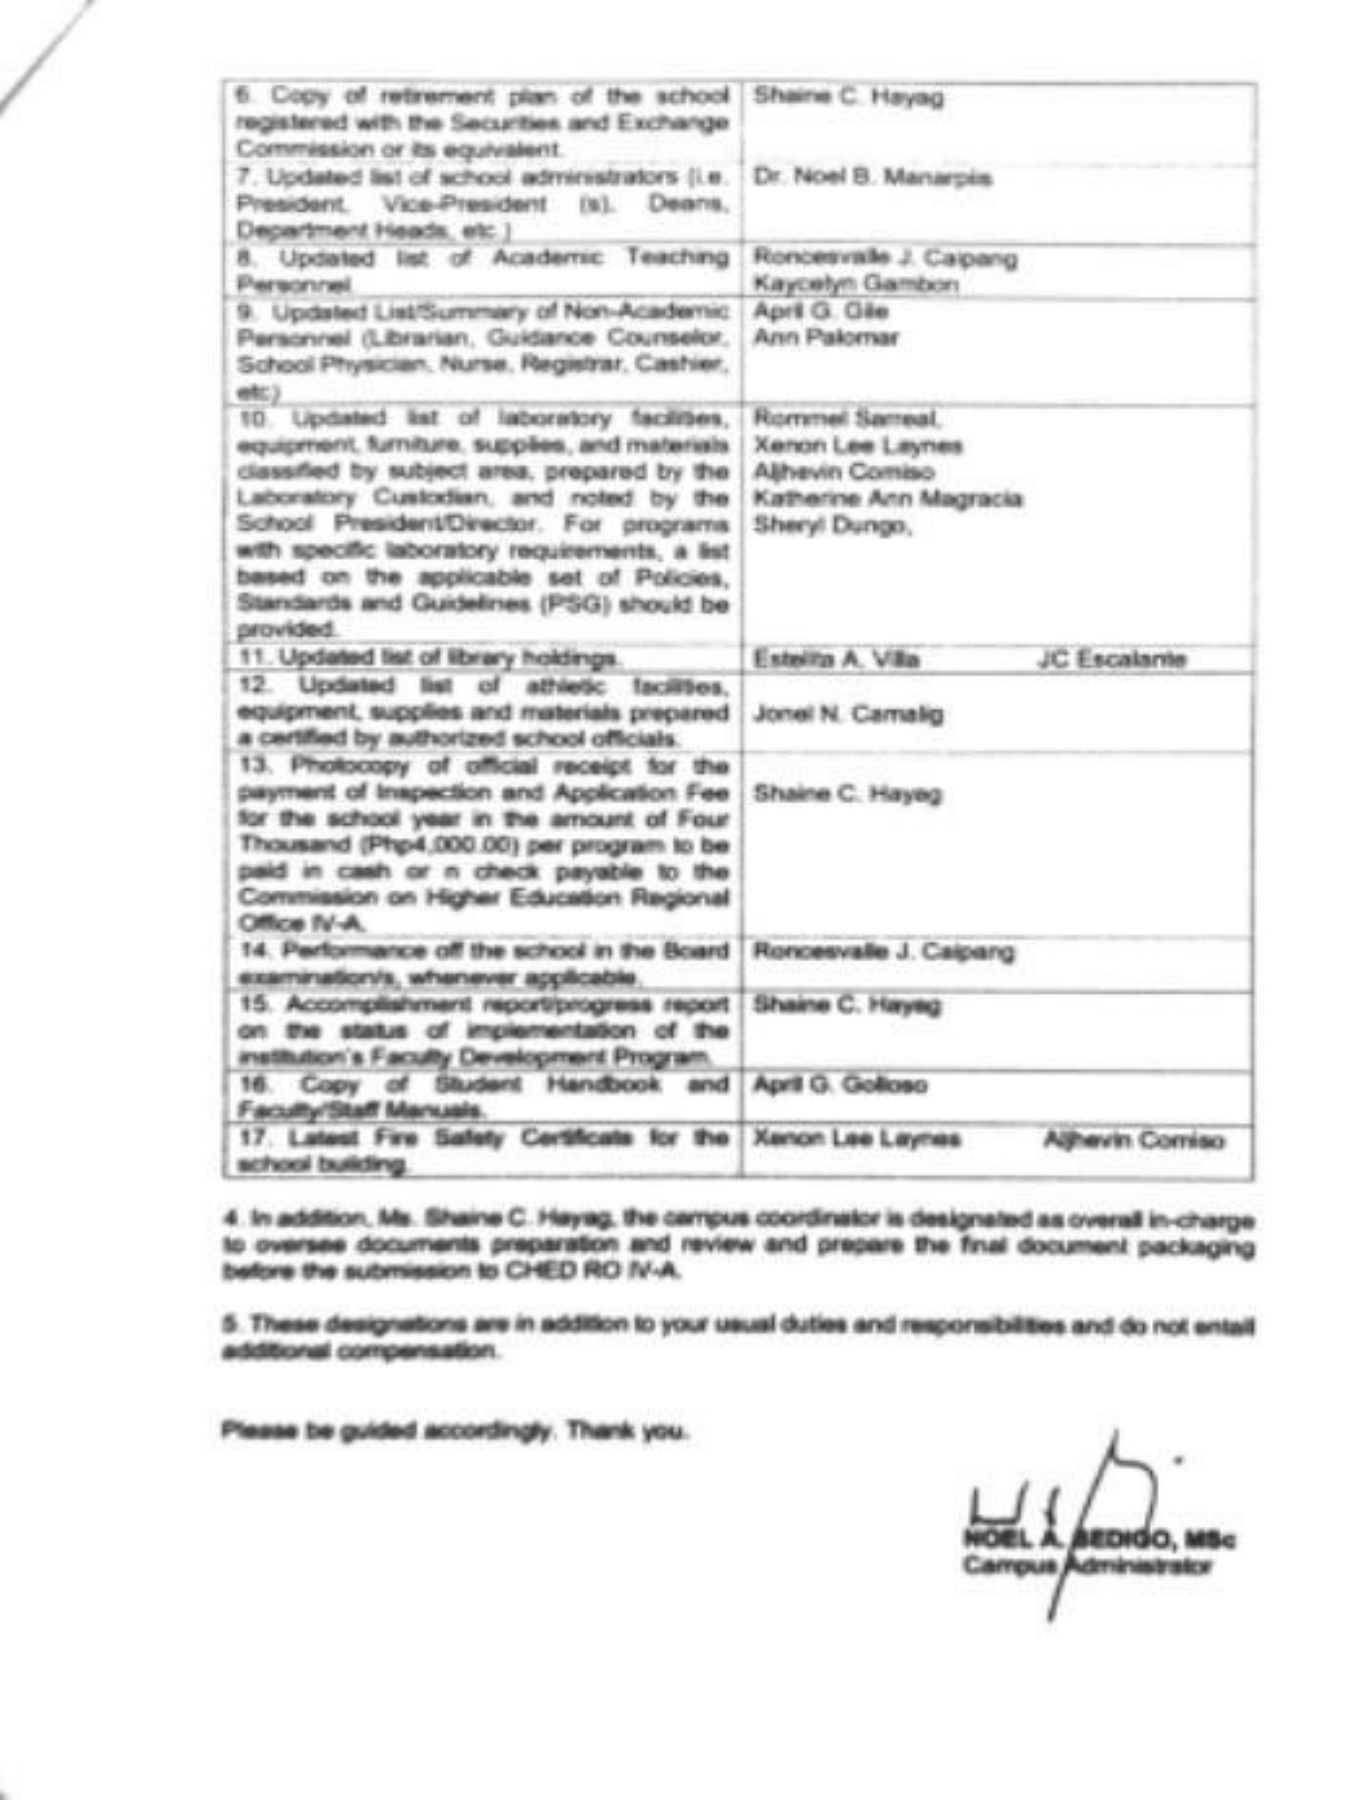 6. Copy of retirement plan of the school
registered with the Securities and Exchange
Commission or its equivalent.
Shaine C. Hayag
7. Updated list of school administrators (i.e.
President, Vice-President (s), Deans,
Department Heads, etc.)
Dr. Noel B. Manarpiis
8. Updated list of Academic Teaching
Personnel
Roncesvalle J. Caipang
Kaycelyn Gambon
9. Updated List/Summary of Non-Academic
Personnel (Librarian, Guidance Counselor,
School Physician, Nurse, Registrar, Cashier,
etc)
April G. Gile
Ann Palomar
10. Updated list of laboratory facilities,
equipment, furniture, supplies, and materials
classified by subject area, prepared by the
Laboratory Custodian, and noted by the
School President/Director. For programs
with specific laboratory requirements, a list
based on the applicable set of Policies,
Standards and Guidelines (PSG) should be
provided.
Rommel Sarreal,
Xenon Lee Laynes
Aljhevin Comiso
Katherine Ann Magracia
Sheryl Dungo,
11. Updated list of library holdings.
Estelita A. Villa JC Escalante
12. Updated list of athletic facilities,
equipment, supplies and materials prepared
a certified by authorized school officials.
Jonel N. Camalig
13. Photocopy of official receipt for the
payment of Inspection and Application Fee
for the school year in the amount of Four
Thousand (Php4,000.00) per program to be
paid in cash or n check payable to the
Commission on Higher Education Regional
Office IV-A.
Shaine C. Hayag
14. Performance off the school in the Board
examination/s, whenever applicable.
Roncesvalle J. Caipang
15. Accomplishment report/progress report
on the status of implementation of the
institution's Faculty Development Program.
Shaine C. Hayag
16. Copy of Student Handbook and
Faculty/Staff Manuals.
April G. Golloso
17. Latest Fire Safety Certificate for the
school building.
Xenon Lee Laynes Aljhevin Comiso
4. In addition, Ms. Shaine C. Hayag, the campus coordinator is designated as overall in-charge
to oversee documents preparation and review and prepare the final document packaging
before the submission to CHED RO IV-A.
5. These designations are in addition to your usual duties and responsibilities and do not entail
additional compensation.
Please be guided accordingly. Thank you.
NOEL A. BEDIGO, MSc
Campus Administrator